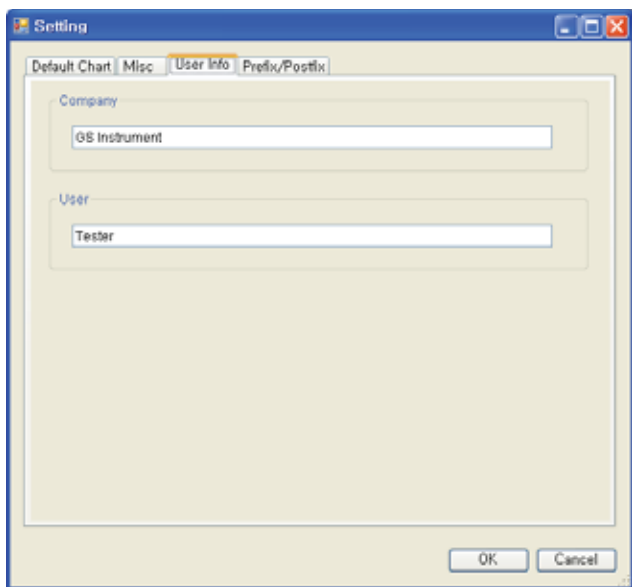 Setting
Default Chart Misc User Info Prefix/Postfix
Company
GS Instrument
User
Tester
OK Cancel